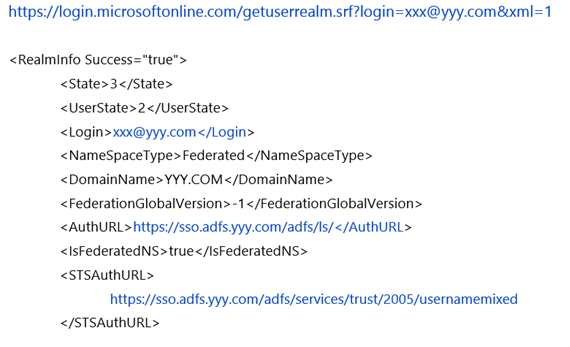 https://login.microsoftonline.com/getuserrealm.srf?login=xxx@yyy.com&xml=1
<RealmInfo Success="true">
<State>3</State>
<UserState>2</UserState>
<Login>xxx@yyy.com</Login>
<NameSpaceType>Federated</NameSpaceType>
<DomainName>YYY.COM</DomainName>
<FederationGlobalVersion>-1</FederationGlobalVersion>
<AuthURL>https://sso.adfs.yyy.com/adfs/ls/</AuthURL>
<IsFederatedNS>true</IsFederatedNS>
<STSAuthURL>
https://sso.adfs.yyy.com/adfs/services/trust/2005/usernamemixed
</STSAuthURL>